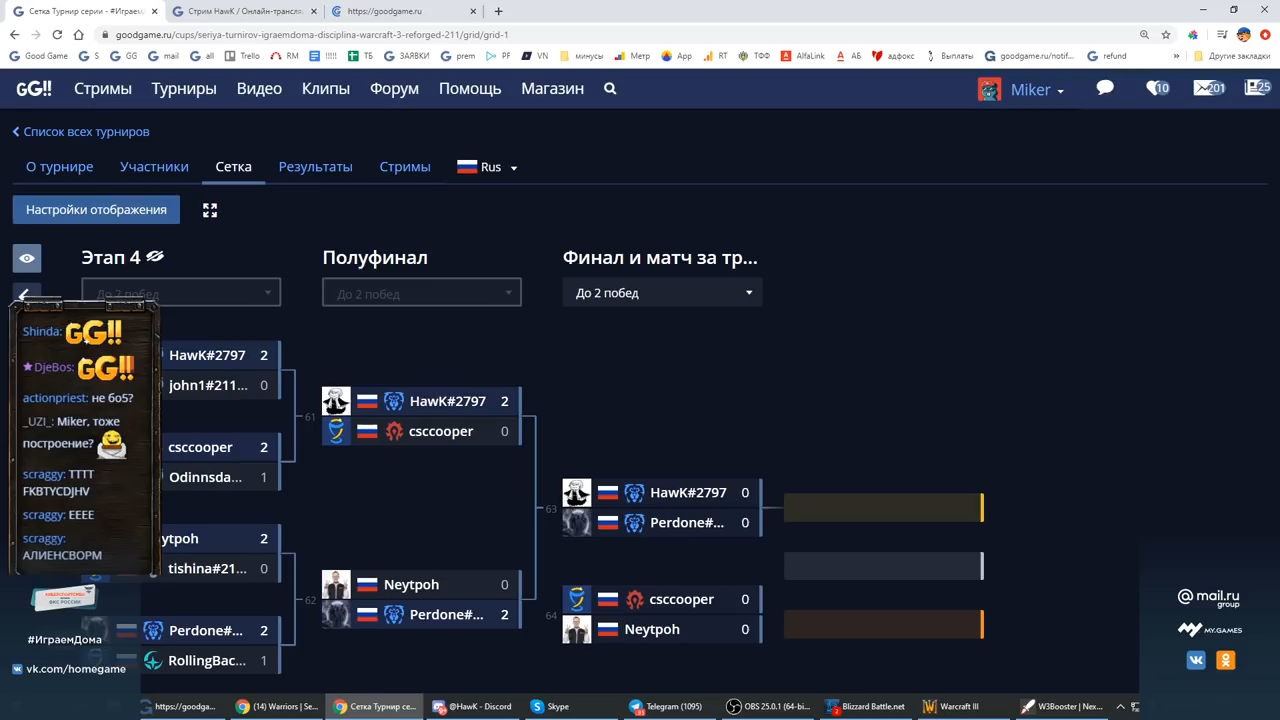 Сетка Турнир серии - #Играем
Стрим HawK / Онлайн-трансля
https://goodgame.ru
goodgame.ru/cups/seriya-turnirov-igraemdoma-disciplina-warcraft-3-reforged-211/grid/grid-1
Good Game
S
GG
mail
all
Trello
RM
!!!
ТБ
ЗАЯВКИ
prem
PF
VN
минусы
Метр
App
RT
ТФФ
AlfaLink
АБ
адфокс
Выплаты
goodgame.ru/notif...
refund
»
Другие закладки
GG!!
Стримы
Турниры
Видео
Клипы
Форум
Помощь
Магазин
Miker
10
201
25
Список всех турниров
О турнире
Участники
Сетка
Результаты
Стримы
Rus
Настройки отображения
Этап 4
Полуфинал
Финал и матч за тр...
До 2 побед
До 2 побед
До 2 побед
Shinda: GG!!
DjeBos: GG!!
actionpriest: не бо5?
_UZI_: Miker, тоже
построение?
scraggy: ТТТТ
FKBTYCDJHV
scraggy: ЕЕЕЕ
scraggy:
АЛИЕНСВОРМ
HawK#2797 2
john1#211... 0
csccooper 2
Odinnsda... 1
ytpoh 2
tishina#21... 0
Perdone#... 2
RollingBac... 1
61
HawK#2797 2
csccooper 0
62
Neytpoh 0
Perdone#... 2
63
HawK#2797 0
Perdone#... 0
64
csccooper 0
Neytpoh 0
ФКС РОССИИ
#ИграемДома
vk.com/homegame
@mail.ru
group
MY.GAMES
https://goodga...
(14) Warriors | Se...
Сетка Турнир се...
@HawK - Discord
Skype
Telegram (1095)
OBS 25.0.1 (64-bi...
2
Blizzard Battle.net
Warcraft III
W3Booster | Nex...